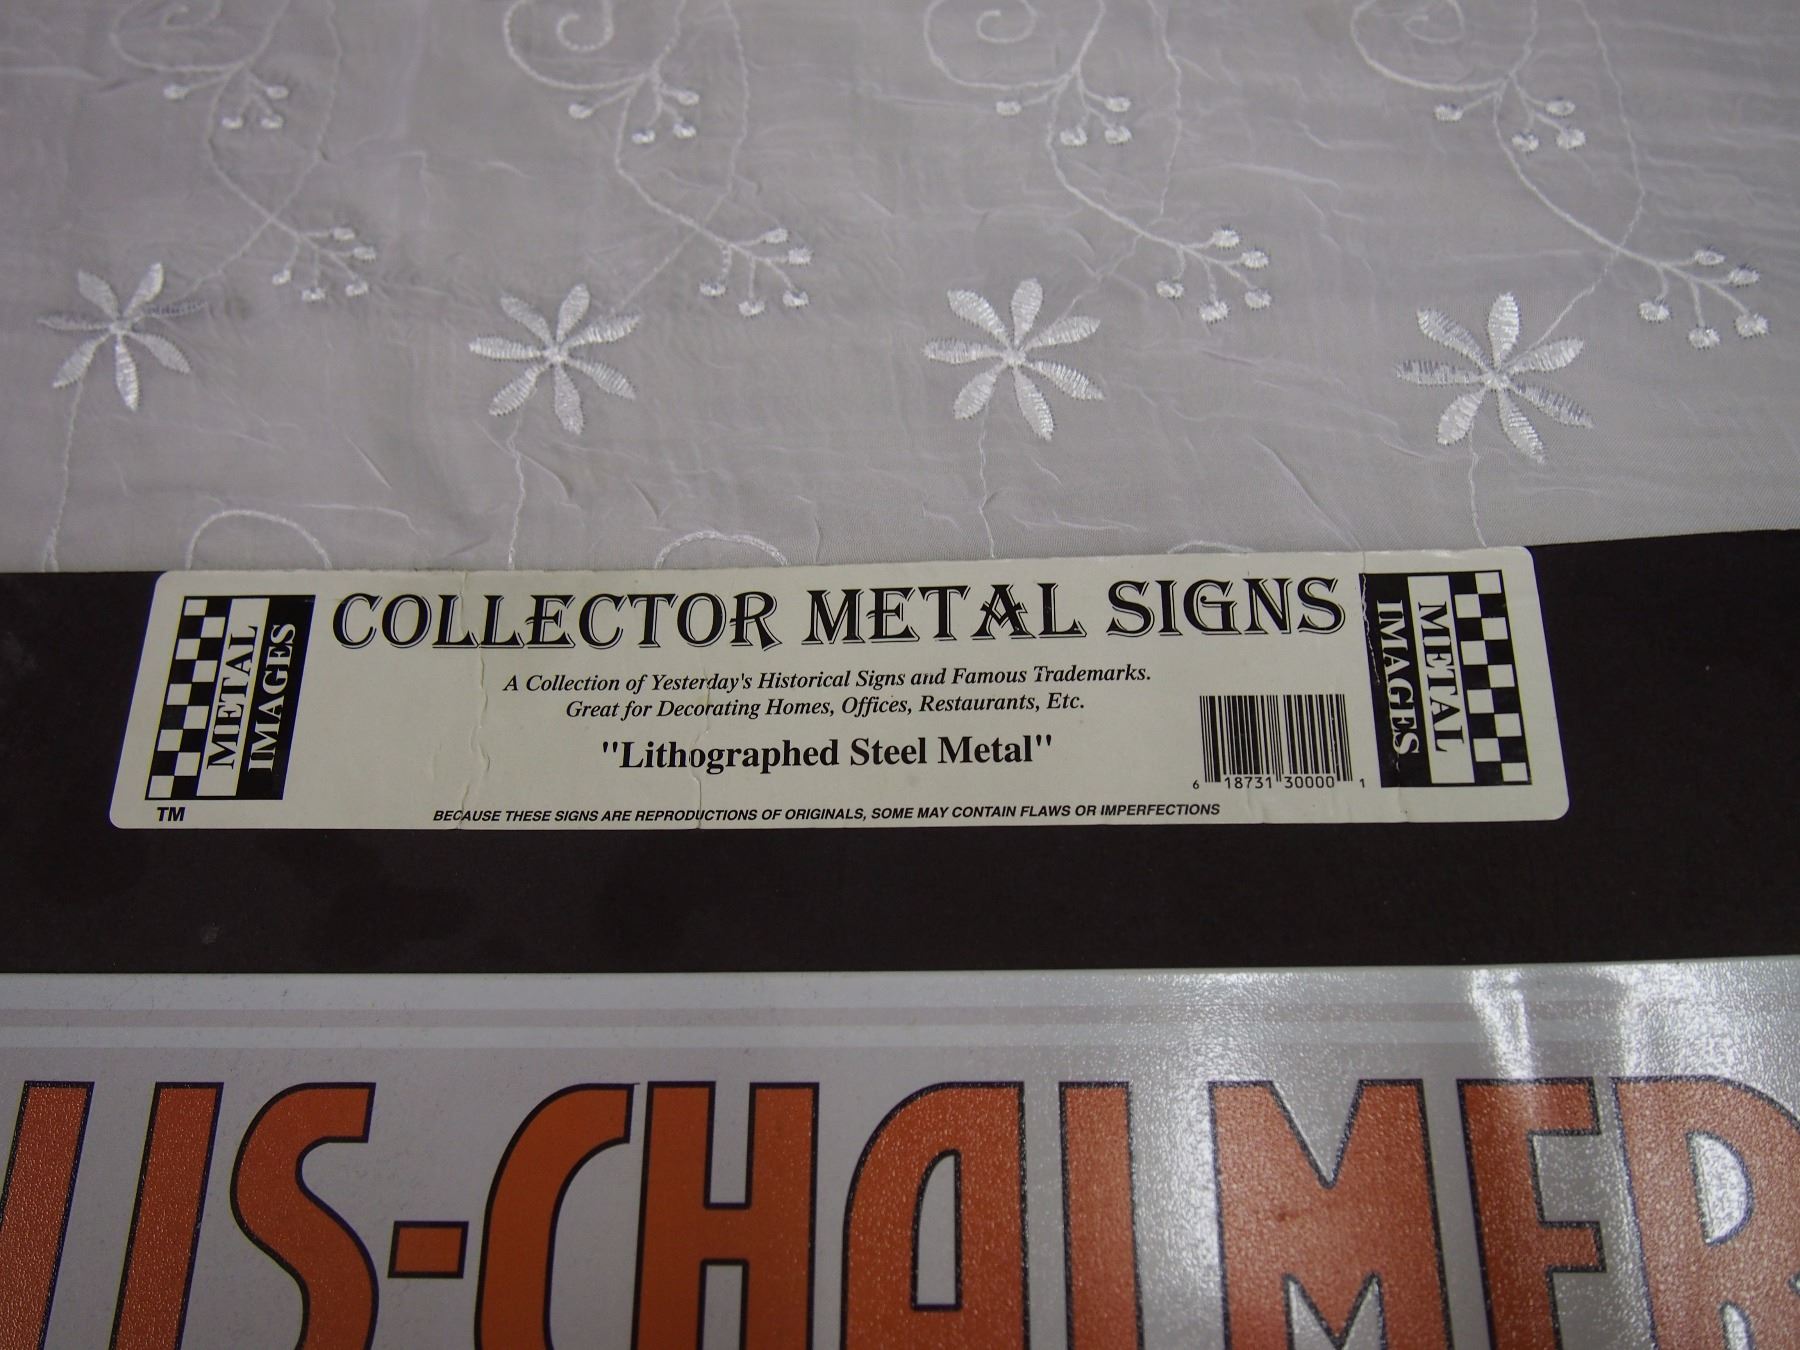 COLLECTOR METAL SIGNS
METAL
IMAGES
TM
A Collection of Yesterday's Historical Signs and Famous Trademarks.
Great for Decorating Homes, Offices, Restaurants, Etc.
"Lithographed Steel Metal"
BECAUSE THESE SIGNS ARE REPRODUCTIONS OF ORIGINALS, SOME MAY CONTAIN FLAWS OR IMPERFECTIONS
6 18731 30000 1
METAL
IMAGES
LIS-CHALMER